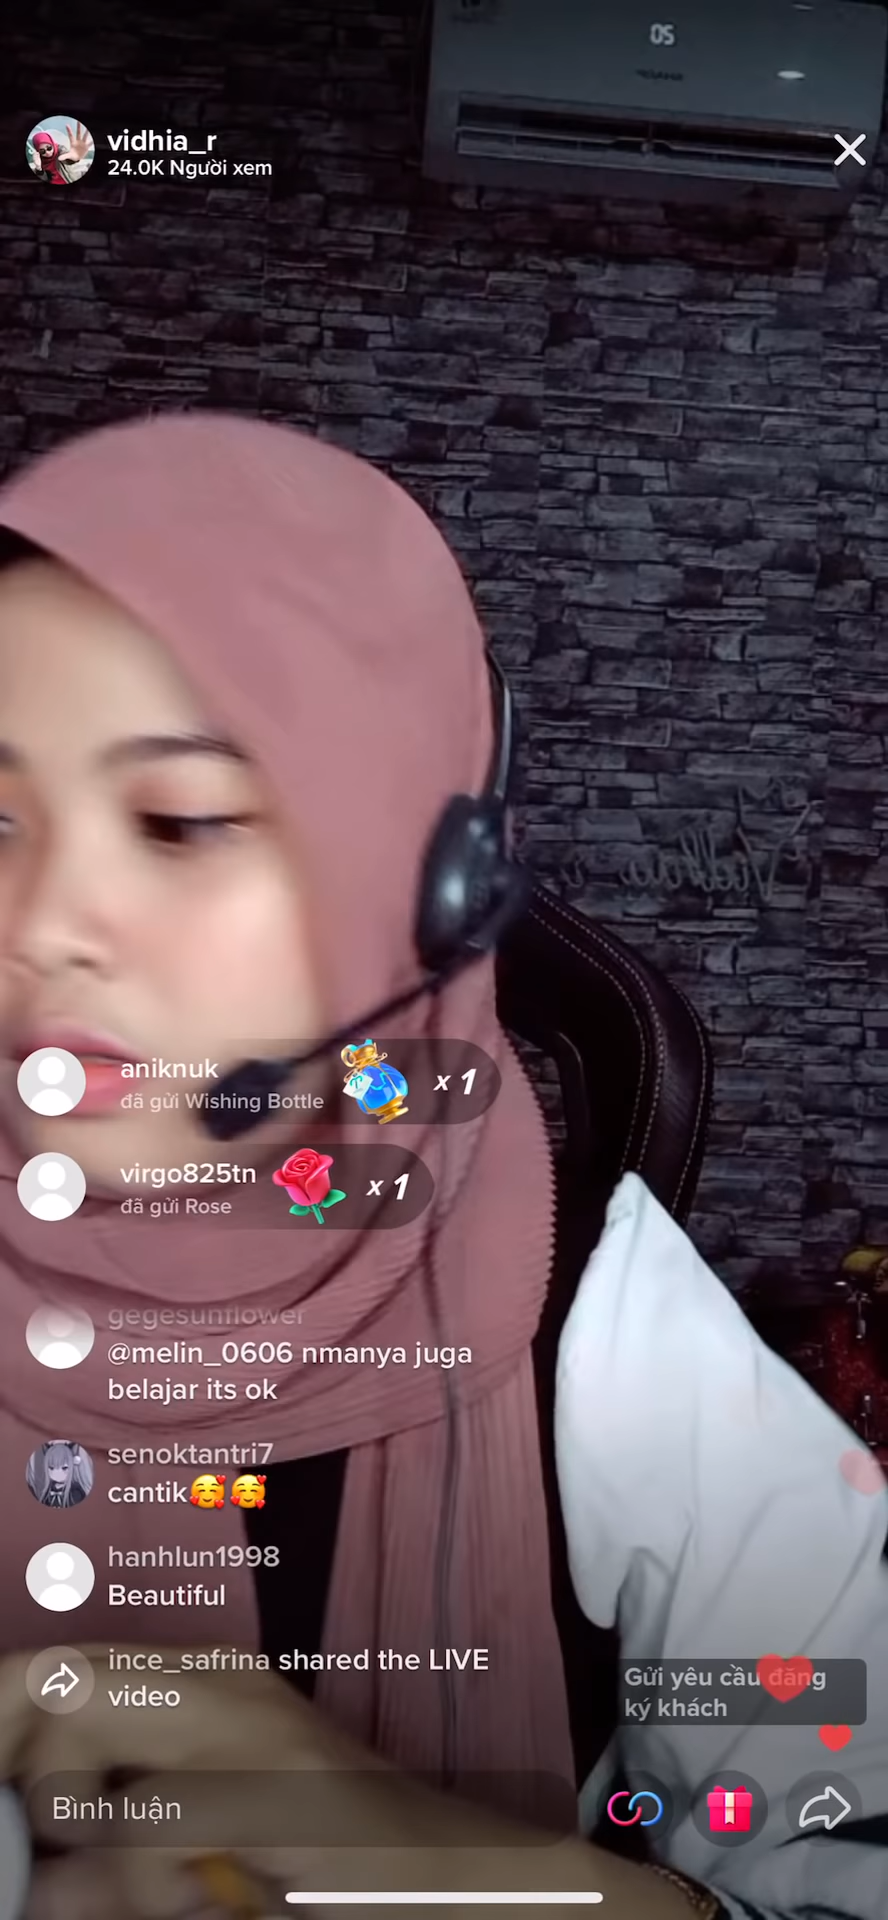 05
vidhia_r
24.0K Người xem
Vidhia_r
aniknuk
đã gửi Wishing Bottle
x 1
virgo825tn
đã gửi Rose
x 1
gegesunflower
@melin_0606 nmanya juga
belajar its ok
senoktantri7
cantik🥰🥰
hanhlun1998
Beautiful
ince_safrina shared the LIVE
video
Gửi yêu cầu đăng
ký khách
Bình luận